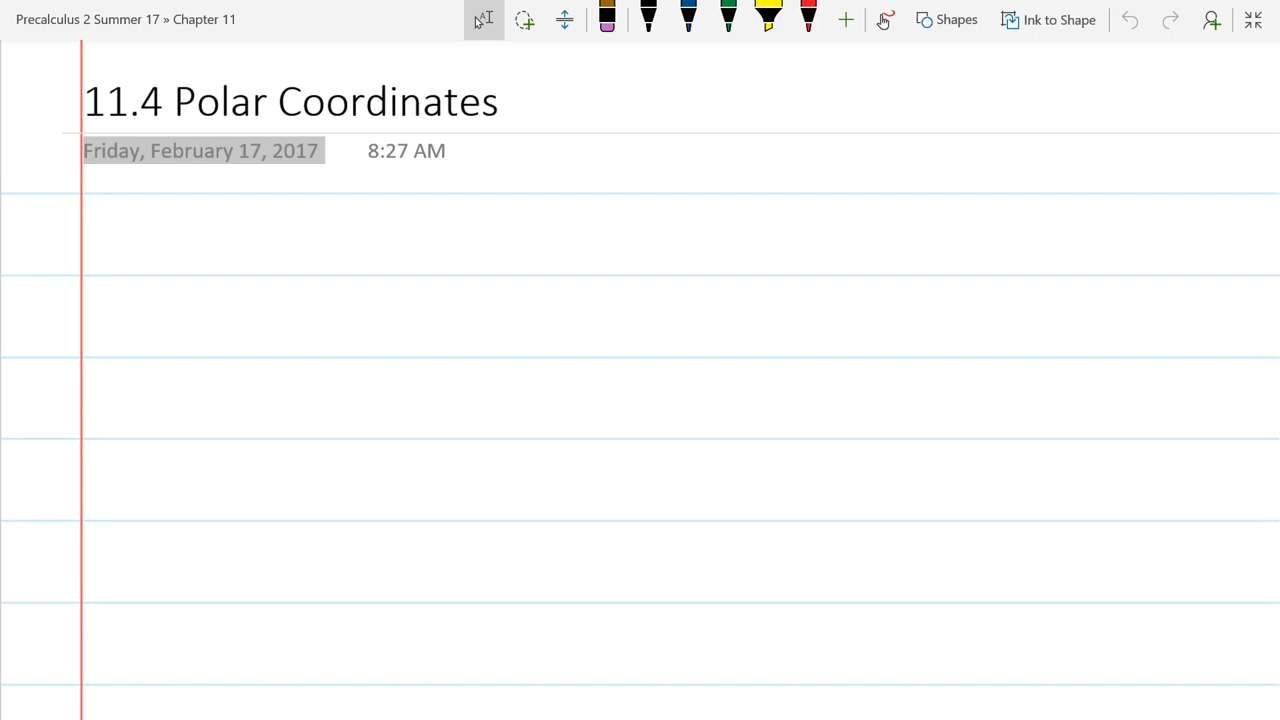 Precalculus 2 Summer 17 » Chapter 11
Shapes
Ink to Shape
11.4 Polar Coordinates
Friday, February 17, 2017 8:27 AM